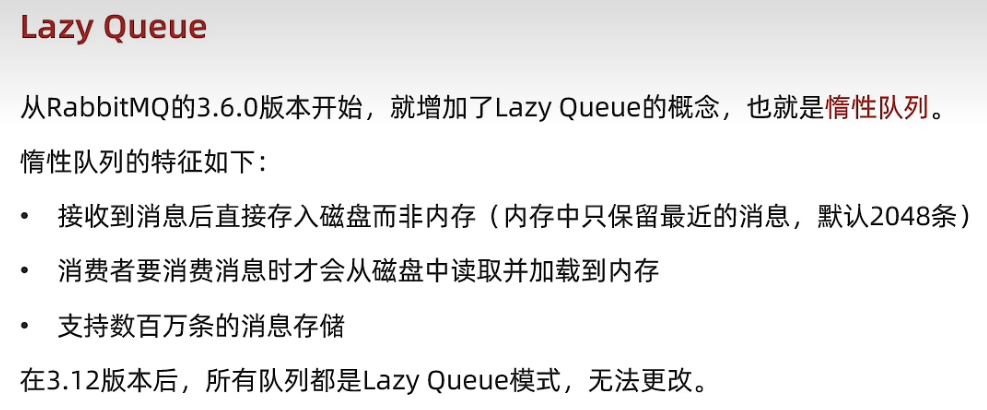 Lazy Queue
从RabbitMQ的3.6.0版本开始，就增加了Lazy Queue的概念，也就是惰性队列。
惰性队列的特征如下：
• 接收到消息后直接存入磁盘而非内存（内存中只保留最近的消息，默认2048条）
• 消费者要消费消息时才会从磁盘中读取并加载到内存
• 支持数百万条的消息存储
在3.12版本后，所有队列都是Lazy Queue模式，无法更改。